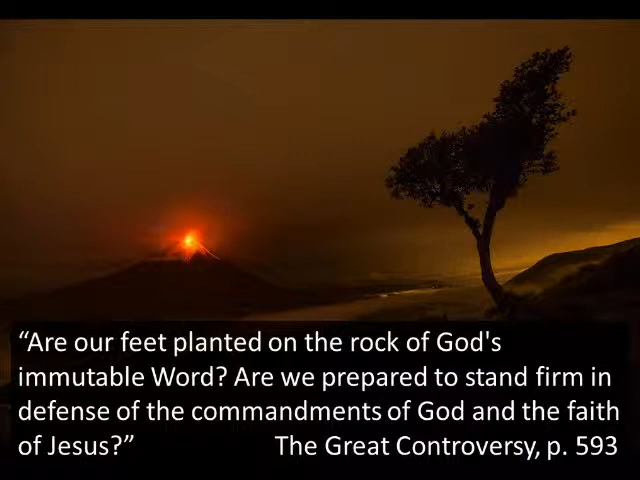 “Are our feet planted on the rock of God's
immutable Word? Are we prepared to stand firm in
defense of the commandments of God and the faith
of Jesus?” The Great Controversy, p. 593